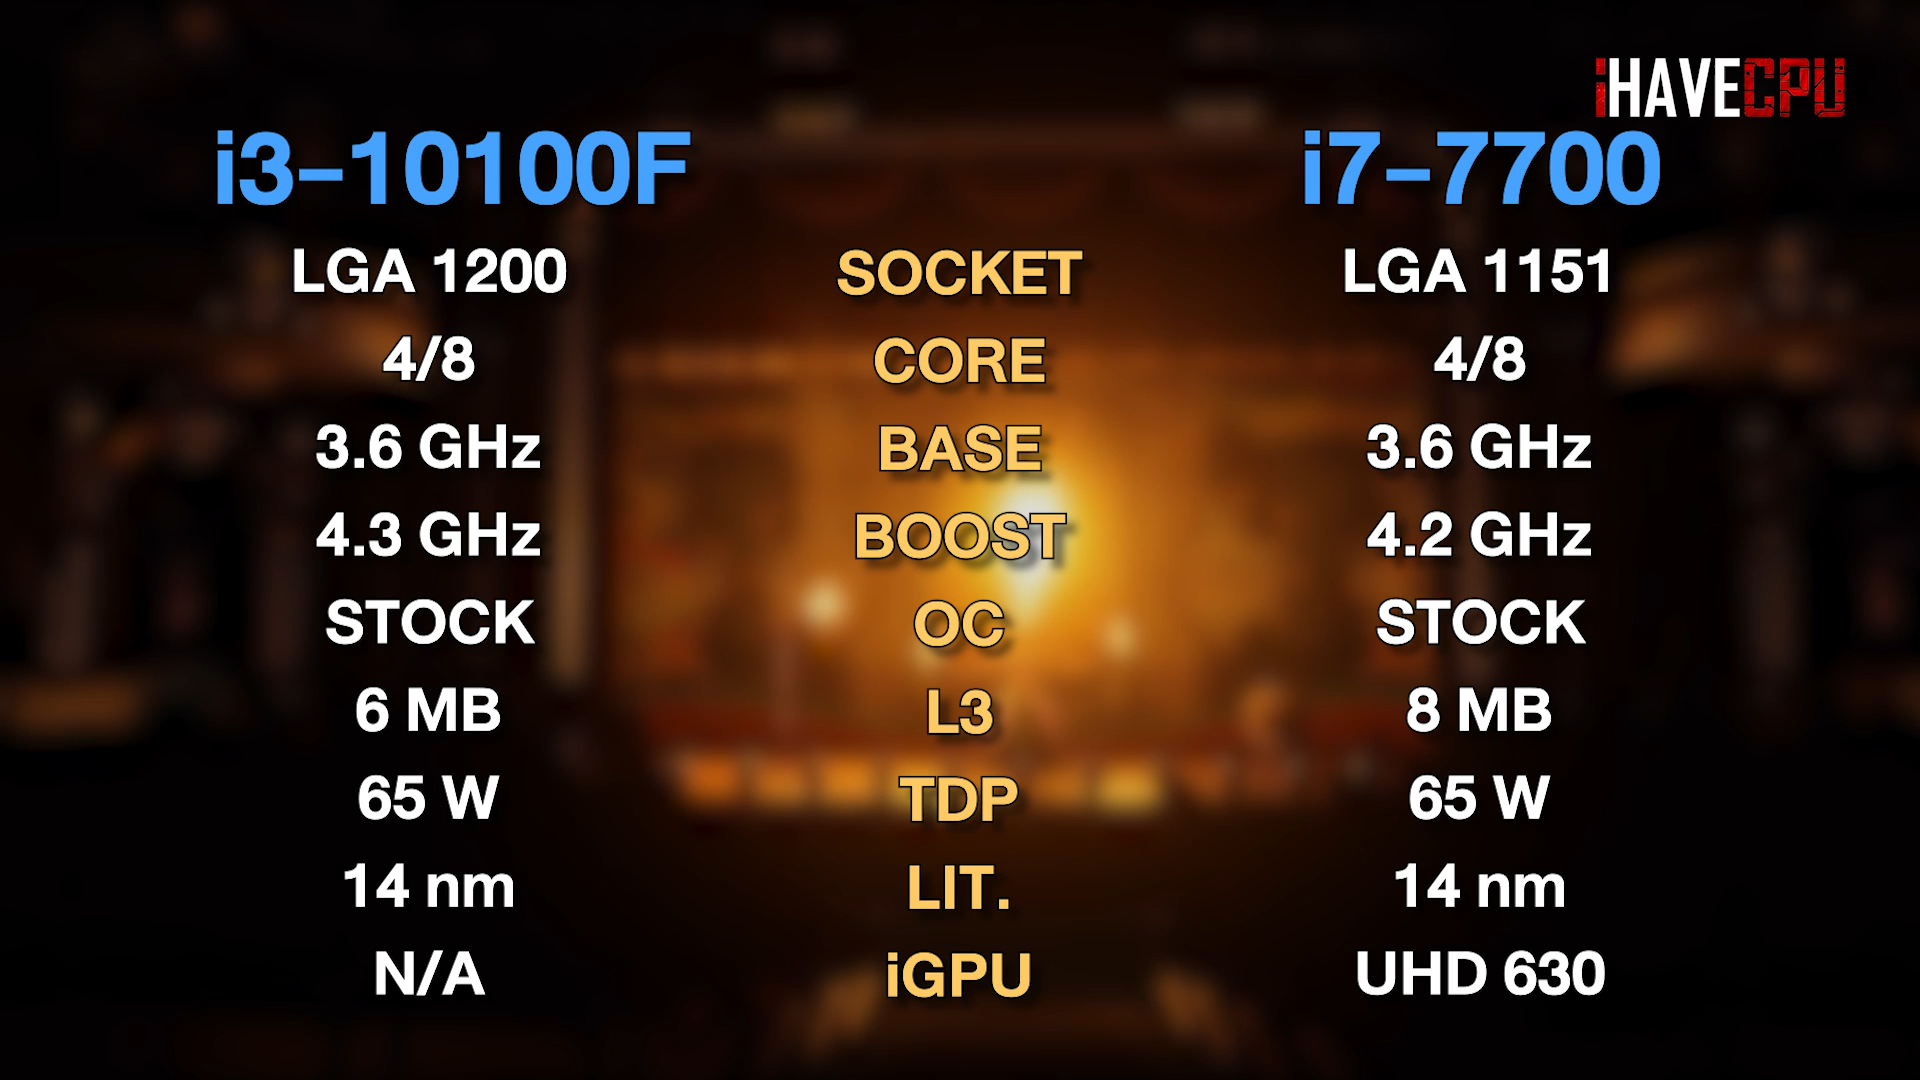 iHAVECPU
i3-10100F i7-7700
LGA 1200 SOCKET LGA 1151
4/8 CORE 4/8
3.6 GHz BASE 3.6 GHz
4.3 GHz BOOST 4.2 GHz
STOCK OC STOCK
6 MB L3 8 MB
65 W TDP 65 W
14 nm LIT. 14 nm
N/A iGPU UHD 630